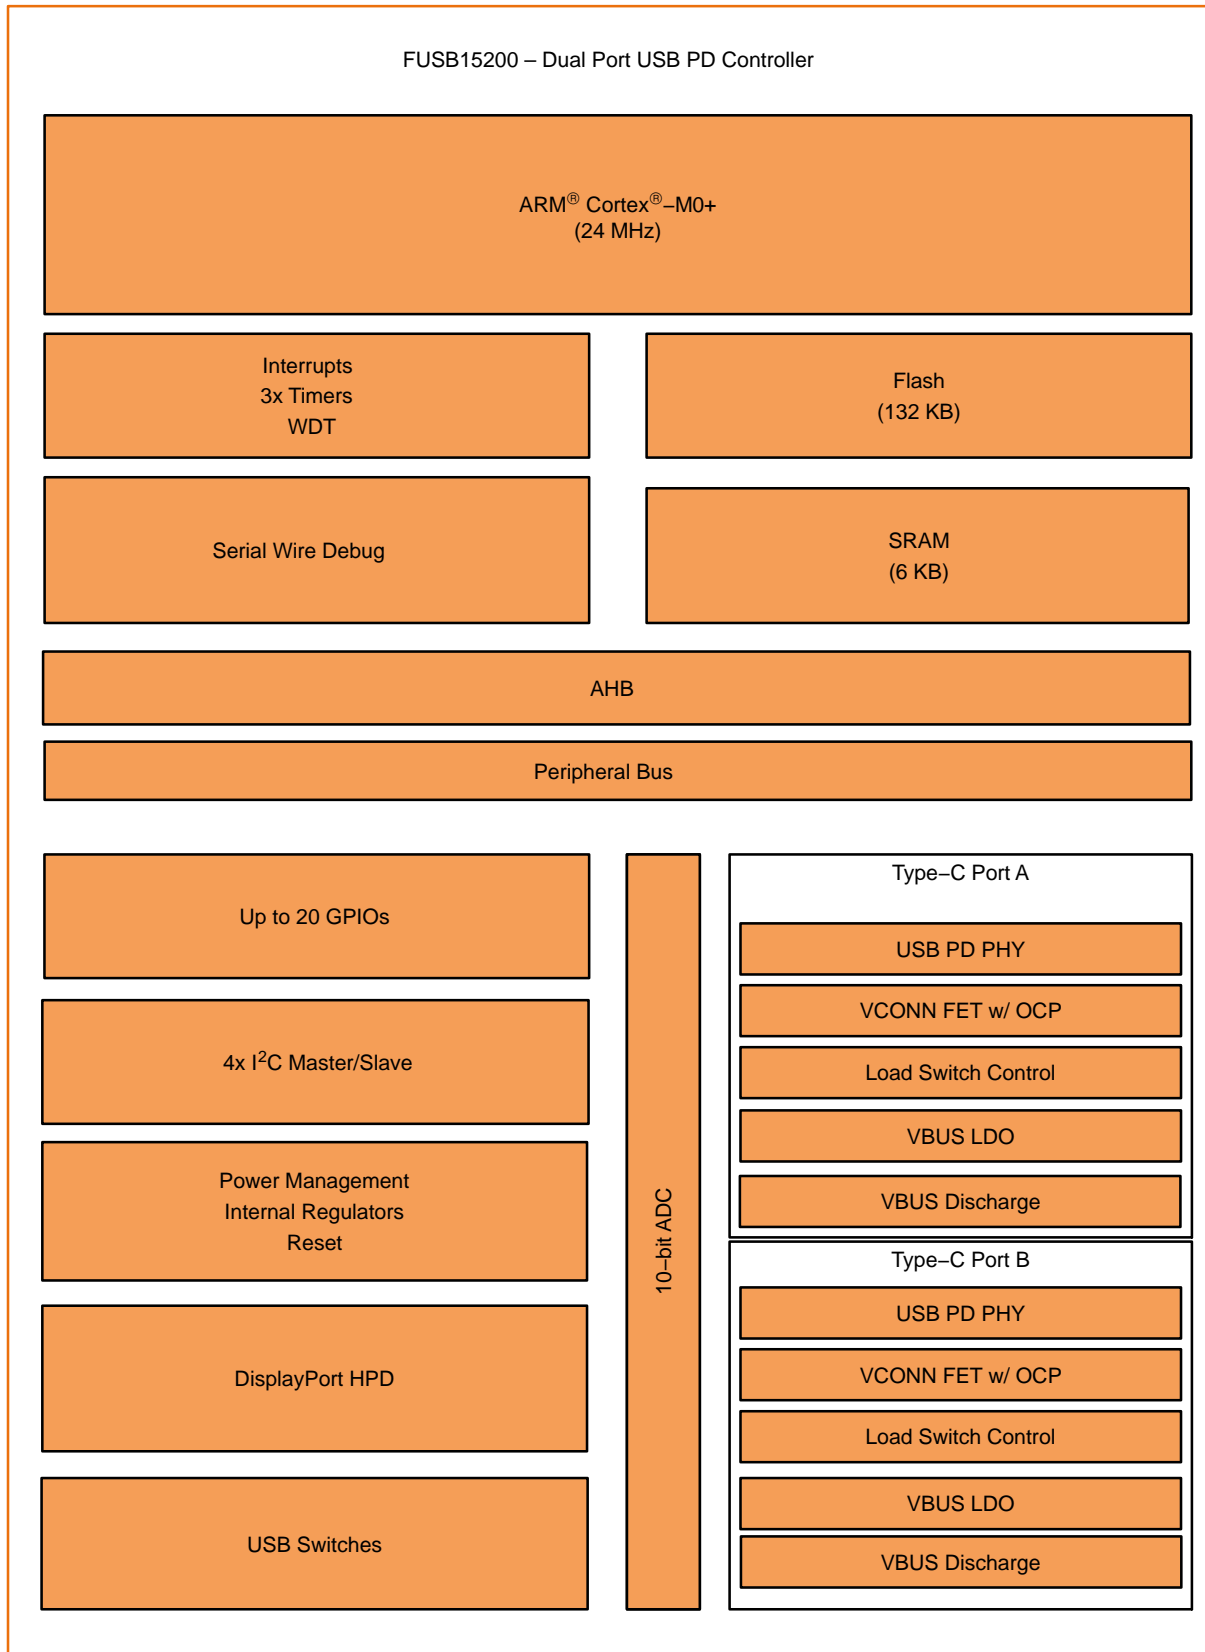 FUSB15200 – Dual Port USB PD Controller
ARM® Cortex®–M0+
(24 MHz)
Interrupts
3x Timers
WDT
Flash
(132 KB)
Serial Wire Debug
SRAM
(6 KB)
AHB
Peripheral Bus
Up to 20 GPIOs
4x I²C Master/Slave
Power Management
Internal Regulators
Reset
DisplayPort HPD
USB Switches
10–bit ADC
Type–C Port A
USB PD PHY
VCONN FET w/ OCP
Load Switch Control
VBUS LDO
VBUS Discharge
Type–C Port B
USB PD PHY
VCONN FET w/ OCP
Load Switch Control
VBUS LDO
VBUS Discharge